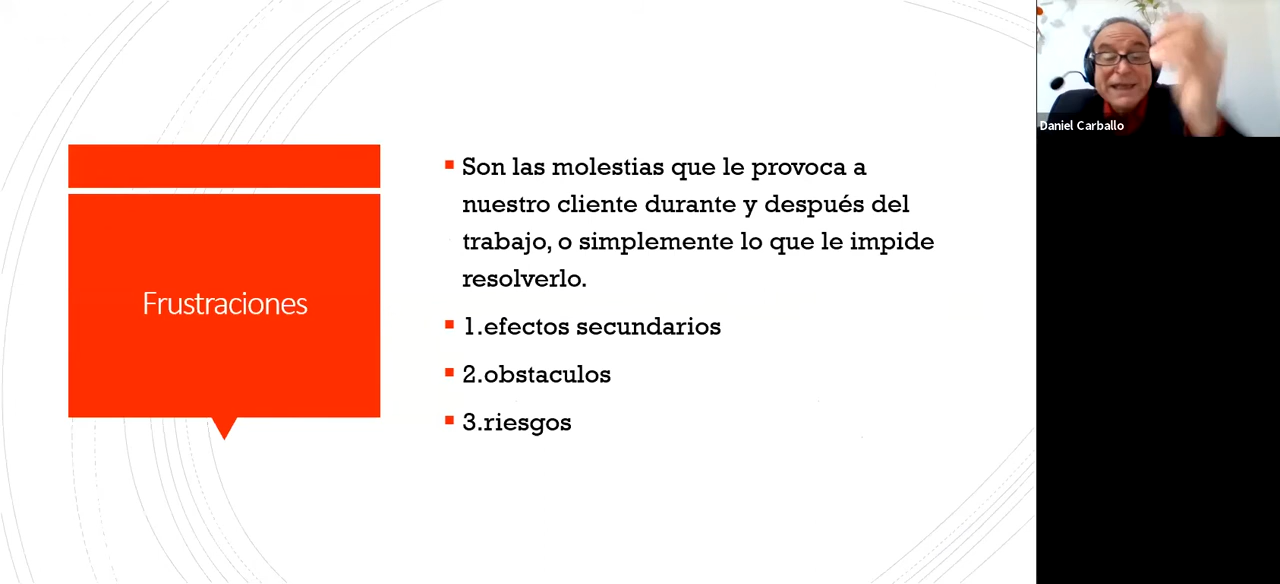 Frustraciones
Son las molestias que le provoca a
nuestro cliente durante y después del
trabajo, o simplemente lo que le impide
resolverlo.
1.efectos secundarios
2.obstaculos
3.riesgos
Daniel Carballo